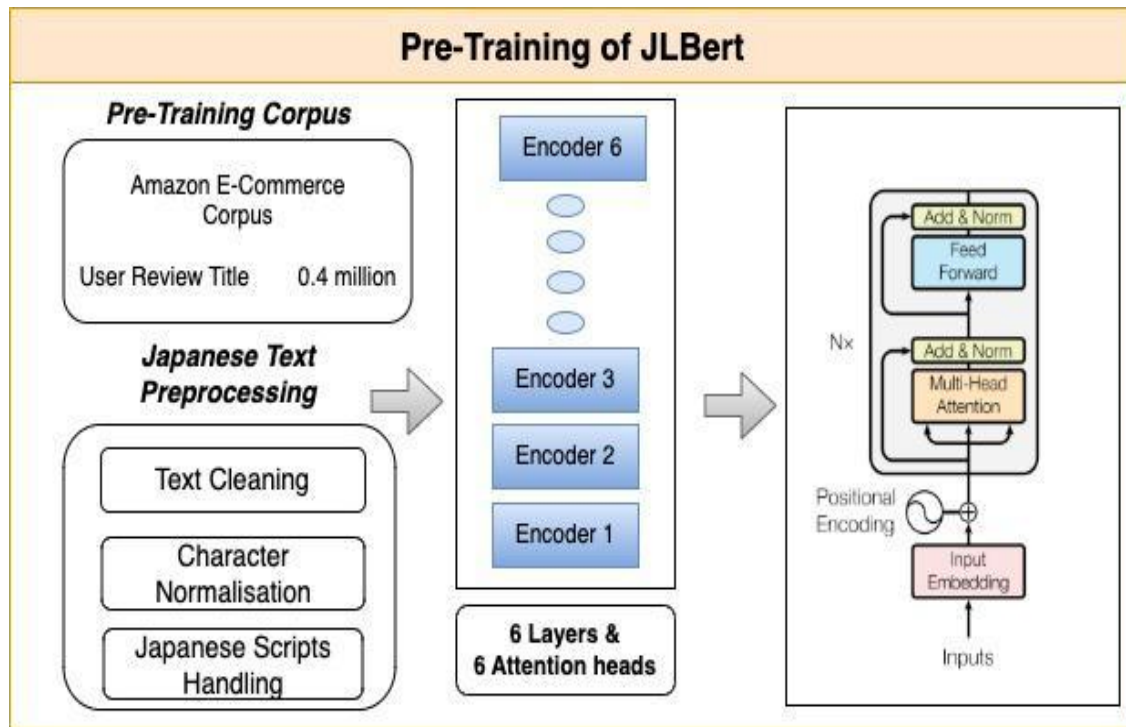 Pre-Training of JLBert
Pre-Training Corpus
Amazon E-Commerce
Corpus
User Review Title 0.4 million
Japanese Text
Preprocessing
Text Cleaning
Character
Normalisation
Japanese Scripts
Handling
Encoder 6
Encoder 3
Encoder 2
Encoder 1
6 Layers &
6 Attention heads
Add & Norm
Feed
Forward
N×
Add & Norm
Multi-Head
Attention
Positional
Encoding
Input
Embedding
Inputs